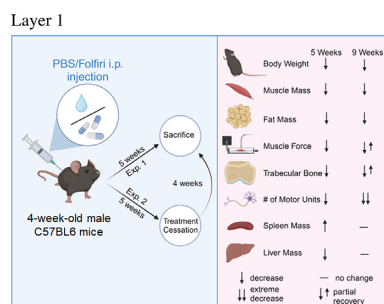 Layer 1
PBS/Folfiri i.p.
injection
4-week-old male
C57BL6 mice
5 weeks
Exp. 1
Exp. 2
5 weeks
Sacrifice
4 weeks
Treatment
Cessation
5 Weeks 9 Weeks
Body Weight ↓ ↓
Muscle Mass ↓ ↓
Fat Mass ↓ ↓
Muscle Force ↓ ↓↑
Trabecular Bone ↓ ↓↑
# of Motor Units ↓ ↓↓
Spleen Mass ↑ —
Liver Mass ↓ —
↓ decrease — no change
↓↓ extreme decrease ↓↑ partial recovery